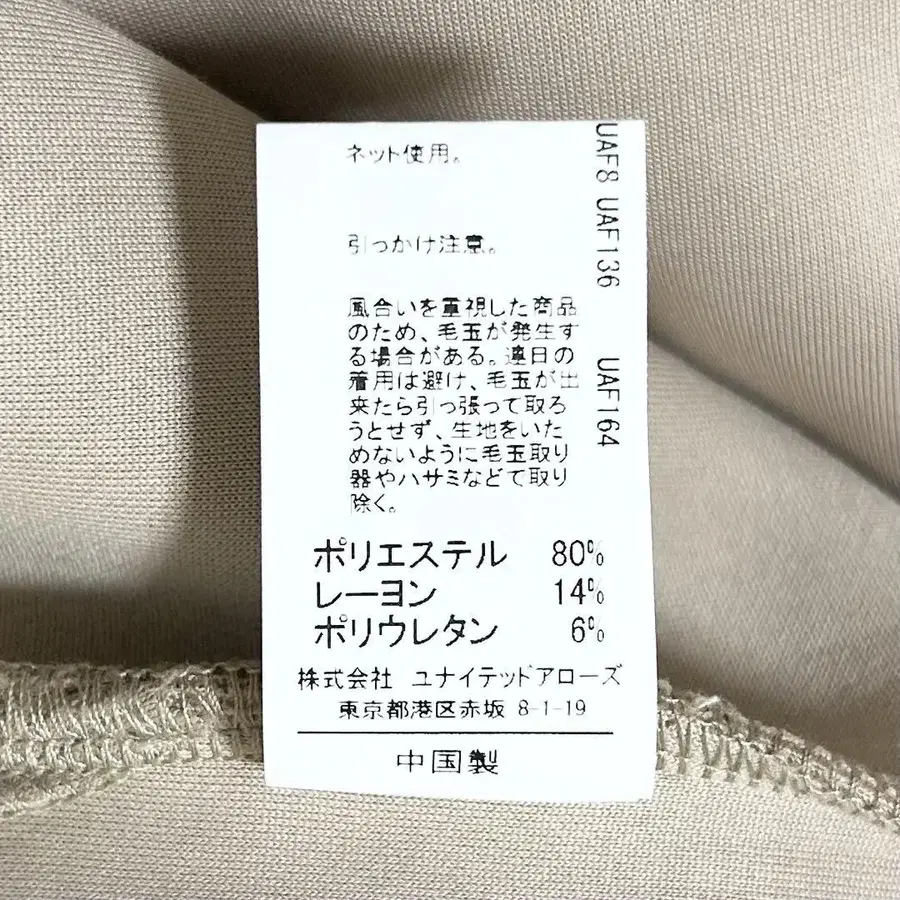 ネット使用。
引っかけ注意。
風合いを重視した商品
のため、毛玉が発生す
る場合がある。連日の
着用は避け、毛玉が出
来たら引っ張って取ろ
うとせず、生地をいた
めないように毛玉取り
器やハサミなどで取り
除く。
ポリエステル 80%
レーヨン 14%
ポリウレタン 6%
株式会社 ユナイテッドアローズ
東京都港区赤坂 8-1-19
中国製
UAF8 UAF136 UAF164